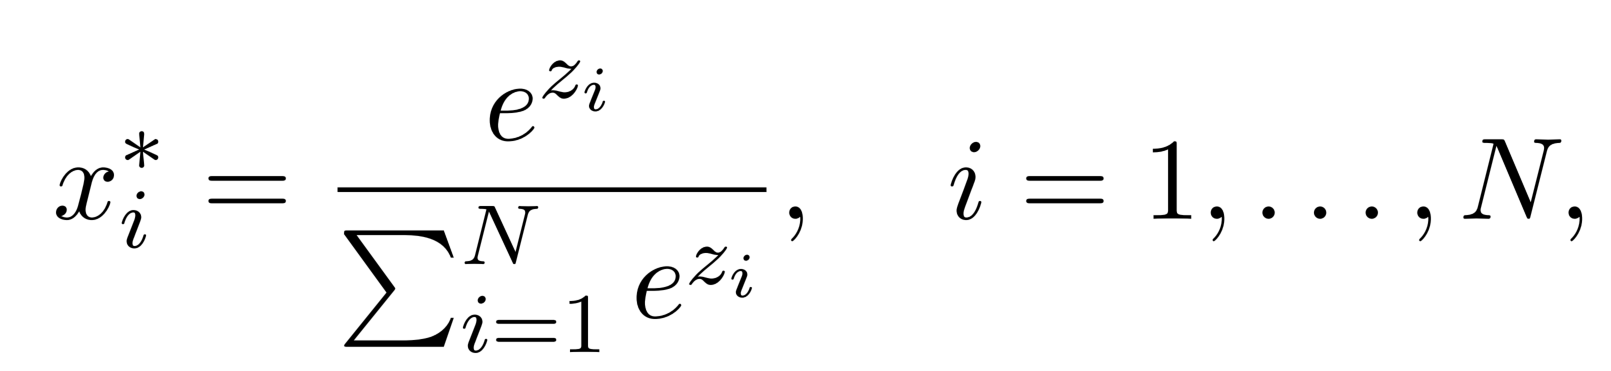 x_i^* = \frac{e^{z_i}}{\sum_{i=1}^{N} e^{z_i}}, \quad i = 1, \ldots, N,